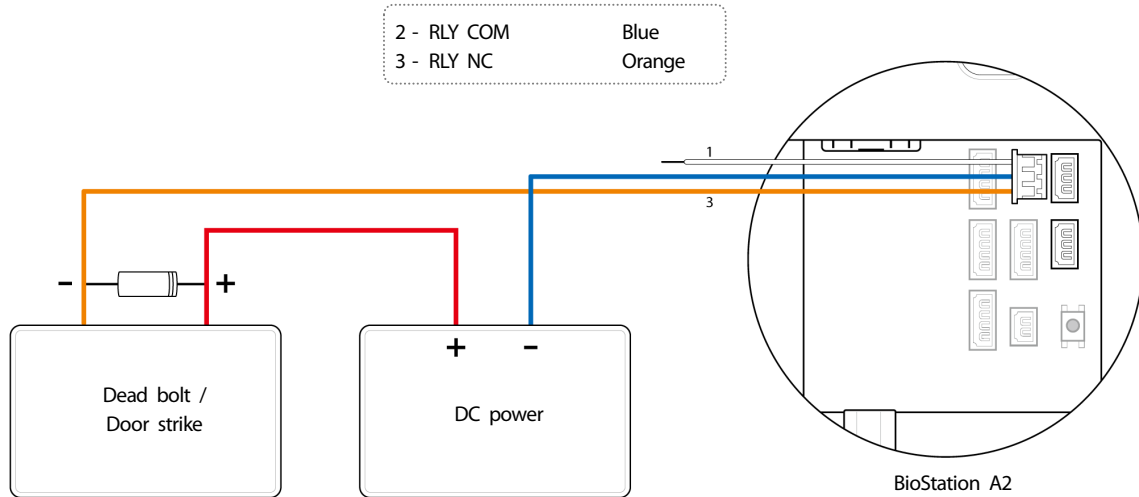 2 - RLY COM Blue
3 - RLY NC Orange
1
3
- +
+ -
Dead bolt /
Door strike
DC power
BioStation A2